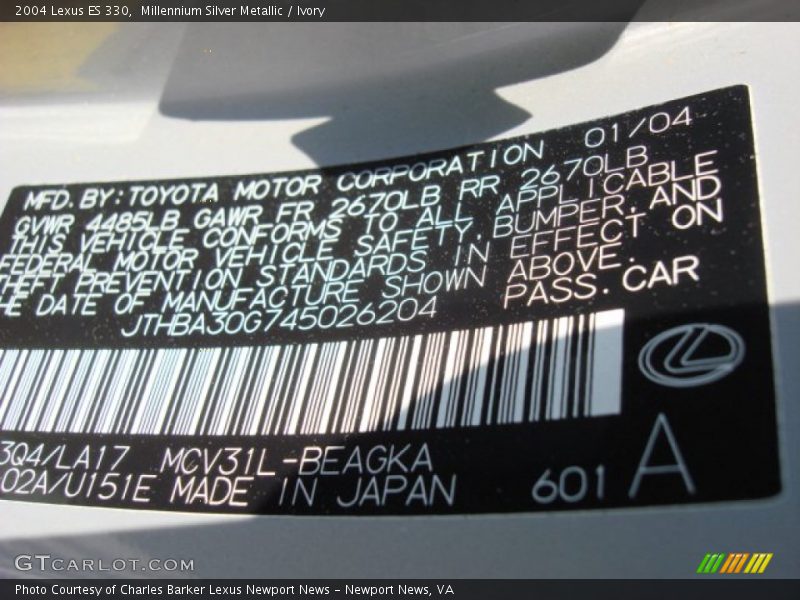 2004 Lexus ES 330,  Millennium Silver Metallic / Ivory
MFD. BY: TOYOTA MOTOR CORPORATION 01/04
GVWR 4485LB GAWR FR 2670LB RR 2670LB
THIS VEHICLE CONFORMS TO ALL APPLICABLE
FEDERAL MOTOR VEHICLE SAFETY, BUMPER, AND
THEFT PREVENTION STANDARDS IN EFFECT ON
THE DATE OF MANUFACTURE SHOWN ABOVE.
JTHBA30G745026204 PASS. CAR
3Q4/LA17 MCV31L-BEAGKA
02A/U151E MADE IN JAPAN 601 A
GTCARLOT.COM
Photo Courtesy of Charles Barker Lexus Newport News – Newport News, VA